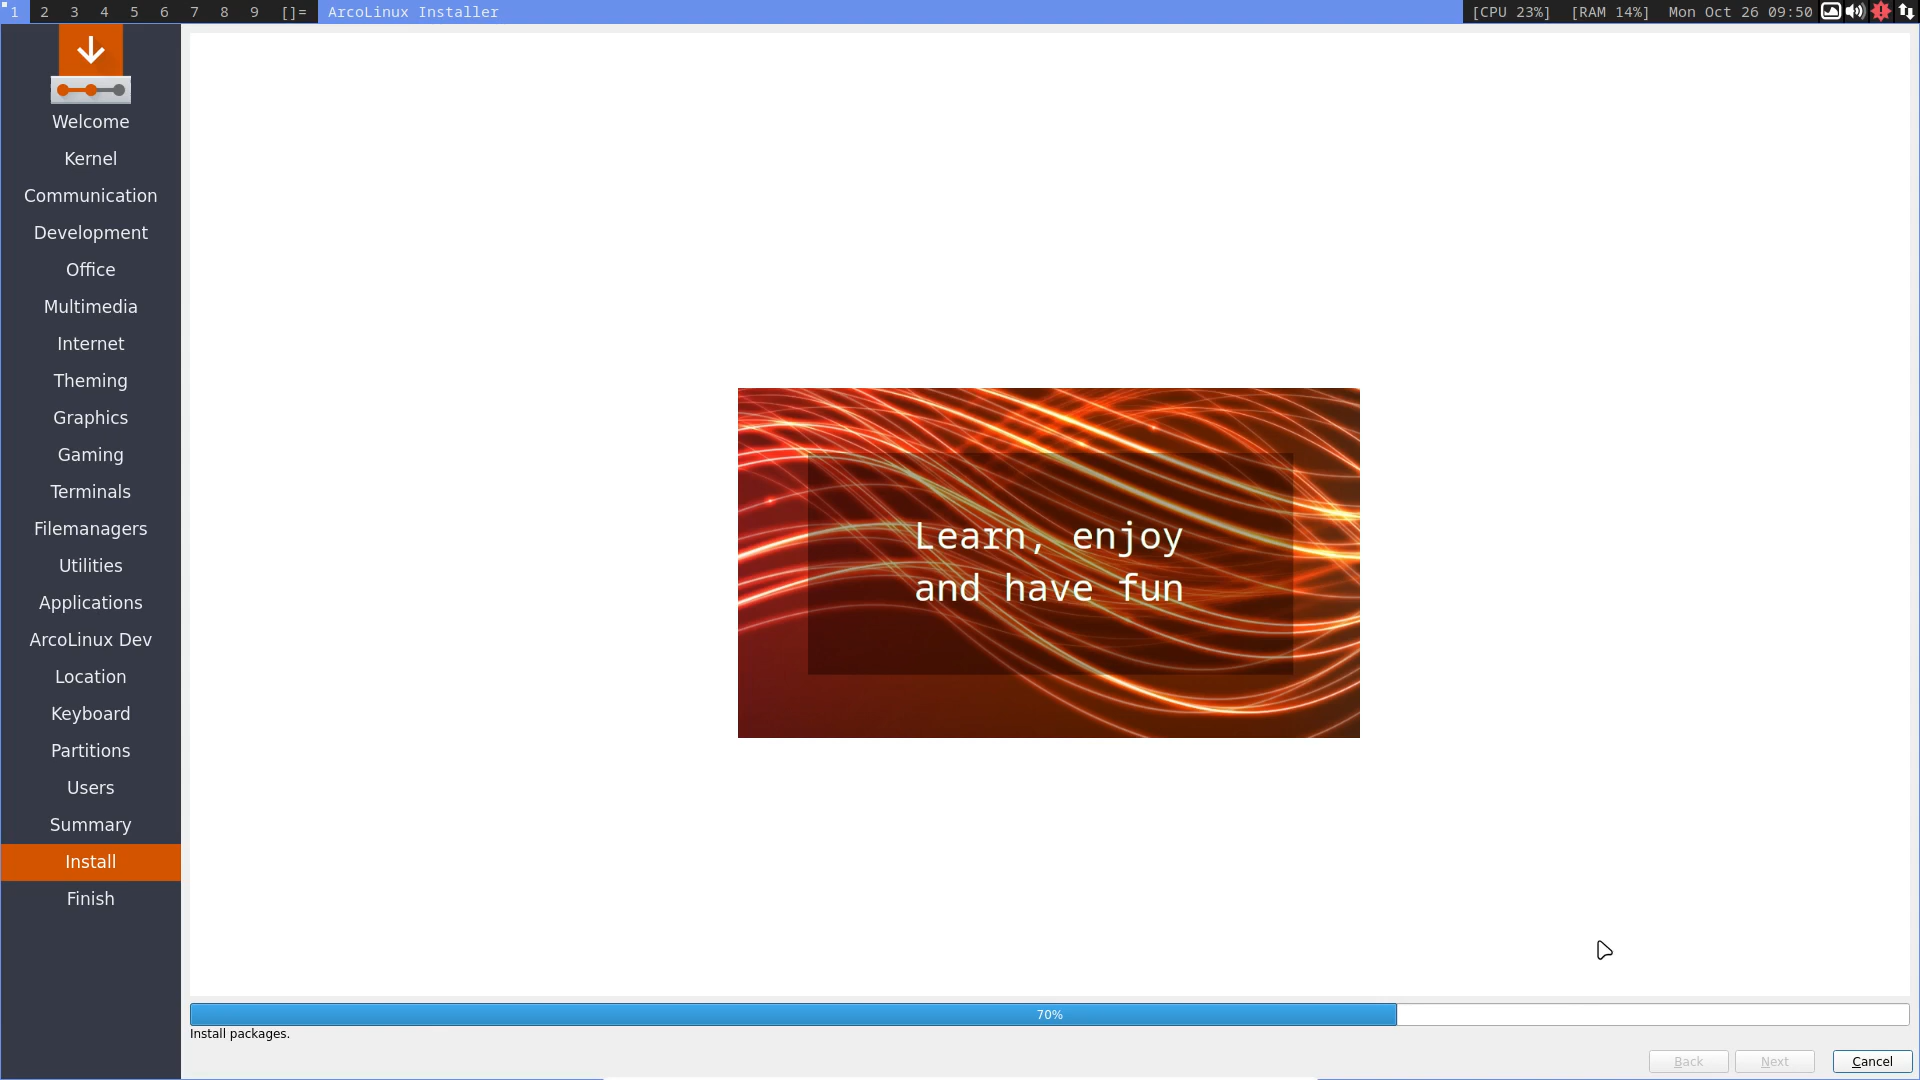 1 2 3 4 5 6 7 8 9 []= ArcoLinux Installer [CPU 23%] [RAM 14%] Mon Oct 26 09:50
Welcome
Kernel
Communication
Development
Office
Multimedia
Internet
Theming
Graphics
Gaming
Terminals
Filemanagers
Utilities
Applications
ArcoLinux Dev
Location
Keyboard
Partitions
Users
Summary
Install
Finish
Learn, enjoy
and have fun
70%
Install packages.
Back Next Cancel